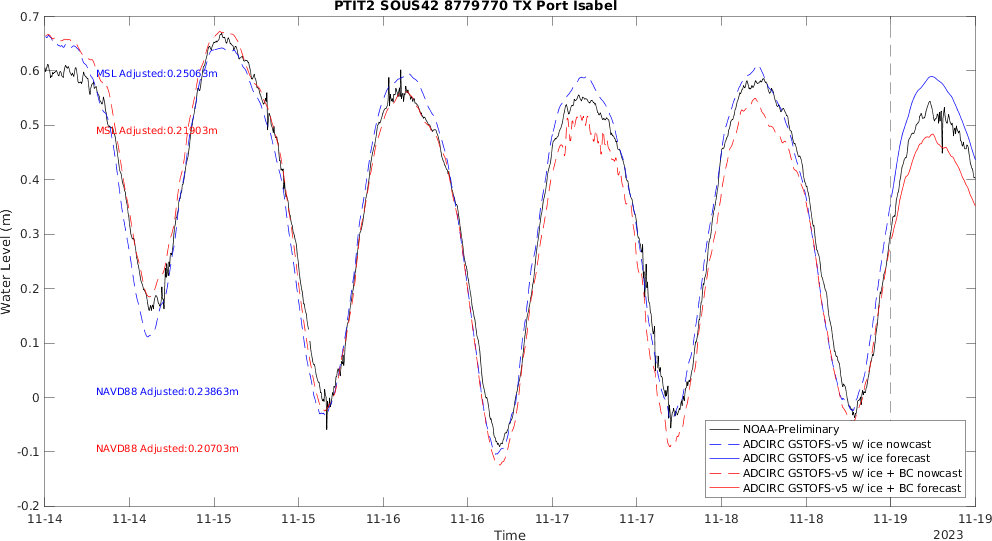 PTIT2 SOUS42 8779770 TX Port Isabel
0.7
0.6
0.5
0.4
0.3
0.2
0.1
0
-0.1
-0.2
Water Level (m)
MSL Adjusted:0.25063m
MSL Adjusted:0.21903m
NAVD88 Adjusted:0.23863m
NAVD88 Adjusted:0.20703m
NOAA-Preliminary
ADCIRC GSTOFS-v5 w/ ice nowcast
ADCIRC GSTOFS-v5 w/ ice forecast
ADCIRC GSTOFS-v5 w/ ice + BC nowcast
ADCIRC GSTOFS-v5 w/ ice + BC forecast
11-14 11-14 11-15 11-15 11-16 11-16 11-17 11-17 11-18 11-18 11-19 11-19
Time
2023